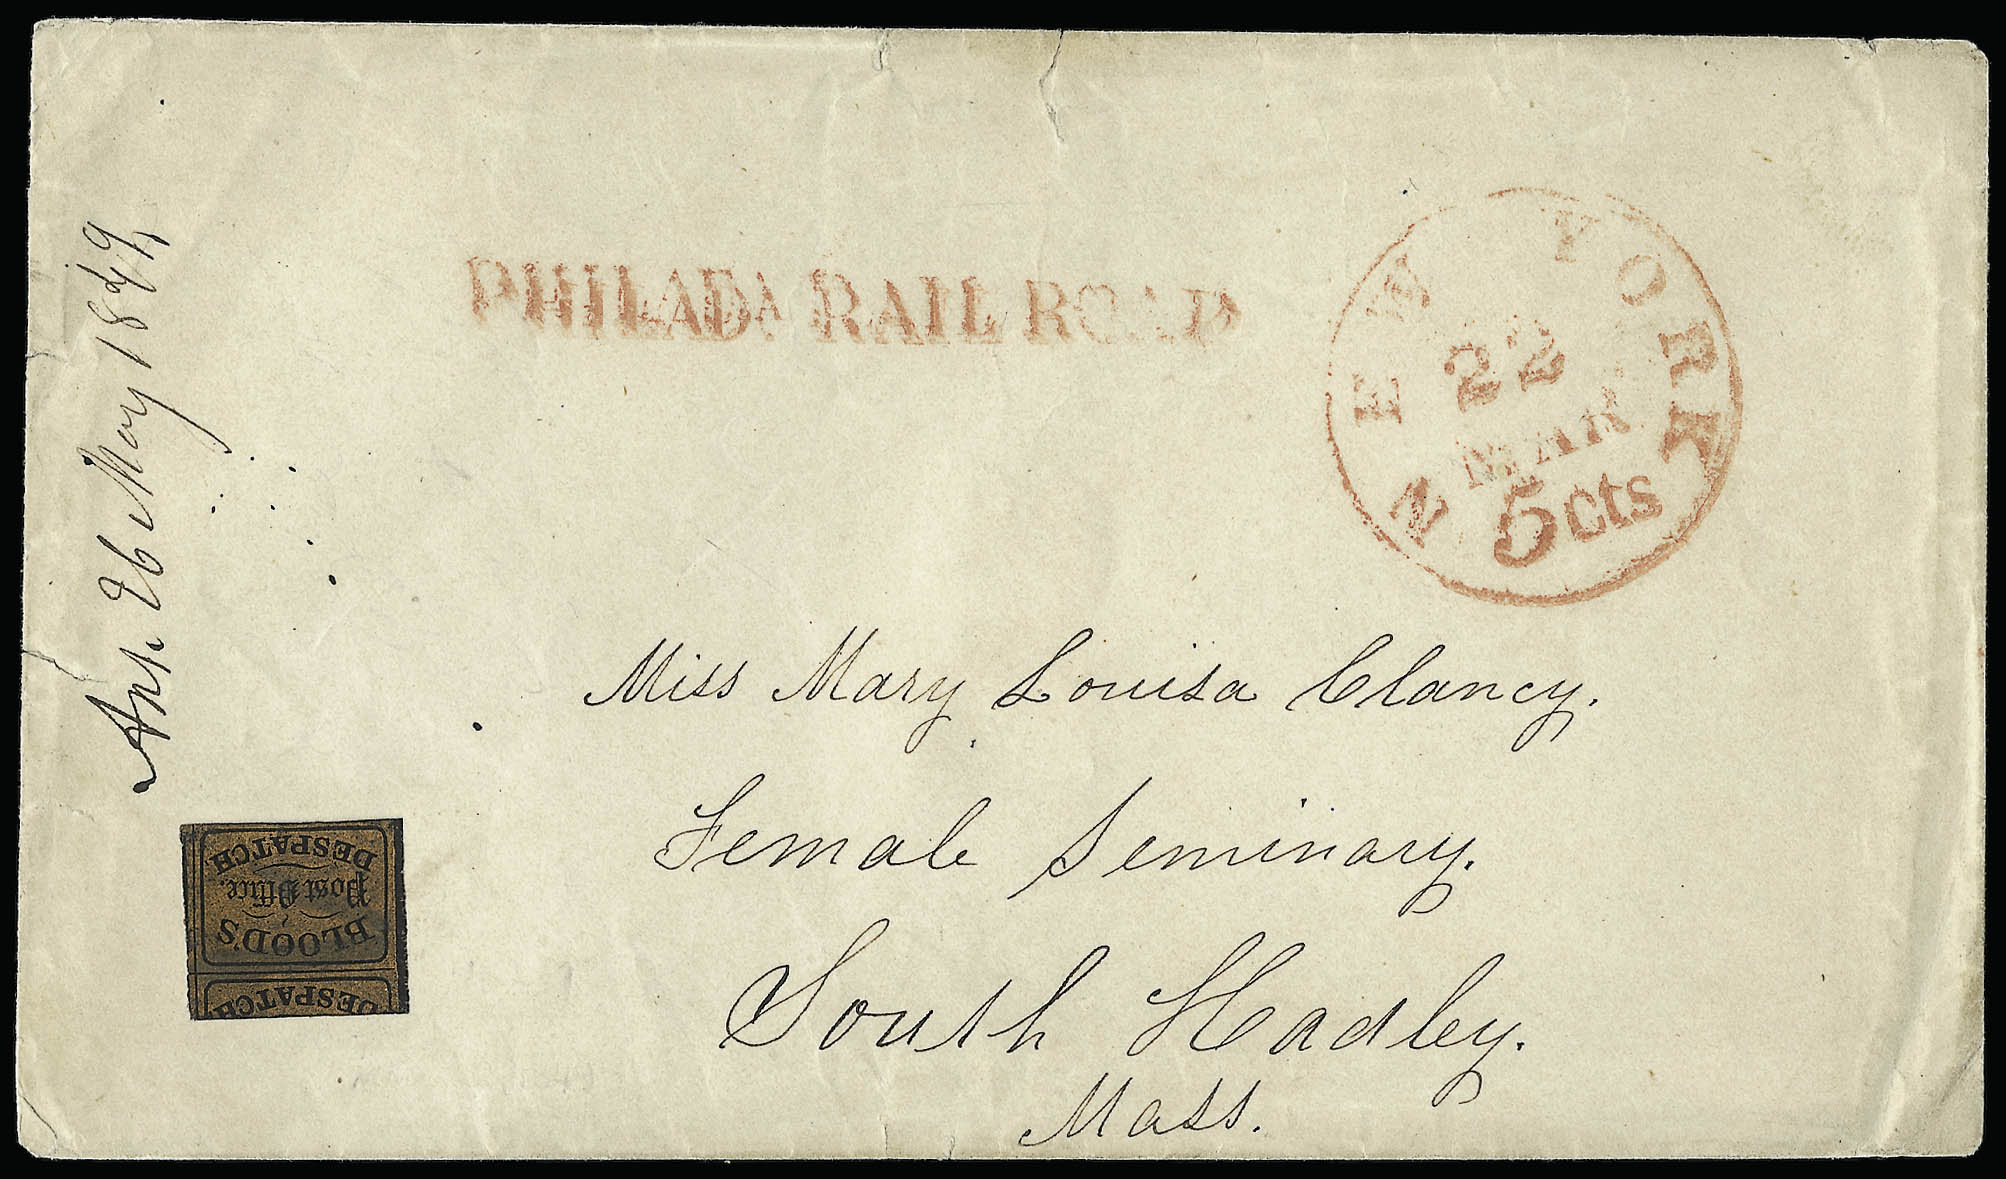 PHILADA RAIL ROAD
NEW YORK
22
MAR
5cts
Ans. 26 May 1849
Miss Mary Louisa Clancy.
Female Seminary.
South Hadley.
Mass.
BLOOD'S
Post Office
DESPATCH
DESPATCH